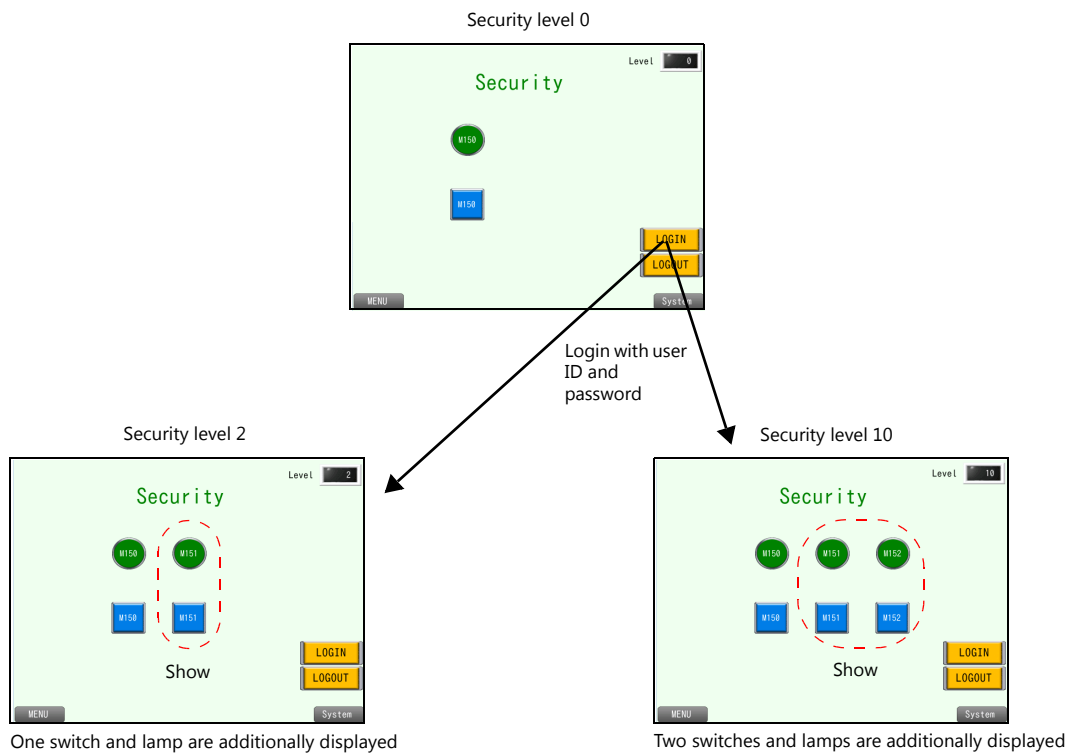 Security level 0
Level 0
Security
M150
M150
LOGIN
LOGOUT
MENU System
Login with user
ID and
password
Security level 2
Level 2
Security
M150 M151
M150 M151
LOGIN
Show
LOGOUT
MENU System
One switch and lamp are additionally displayed
Security level 10
Level 10
Security
M150 M151 M152
M150 M151 M152
LOGIN
Show
LOGOUT
MENU System
Two switches and lamps are additionally displayed